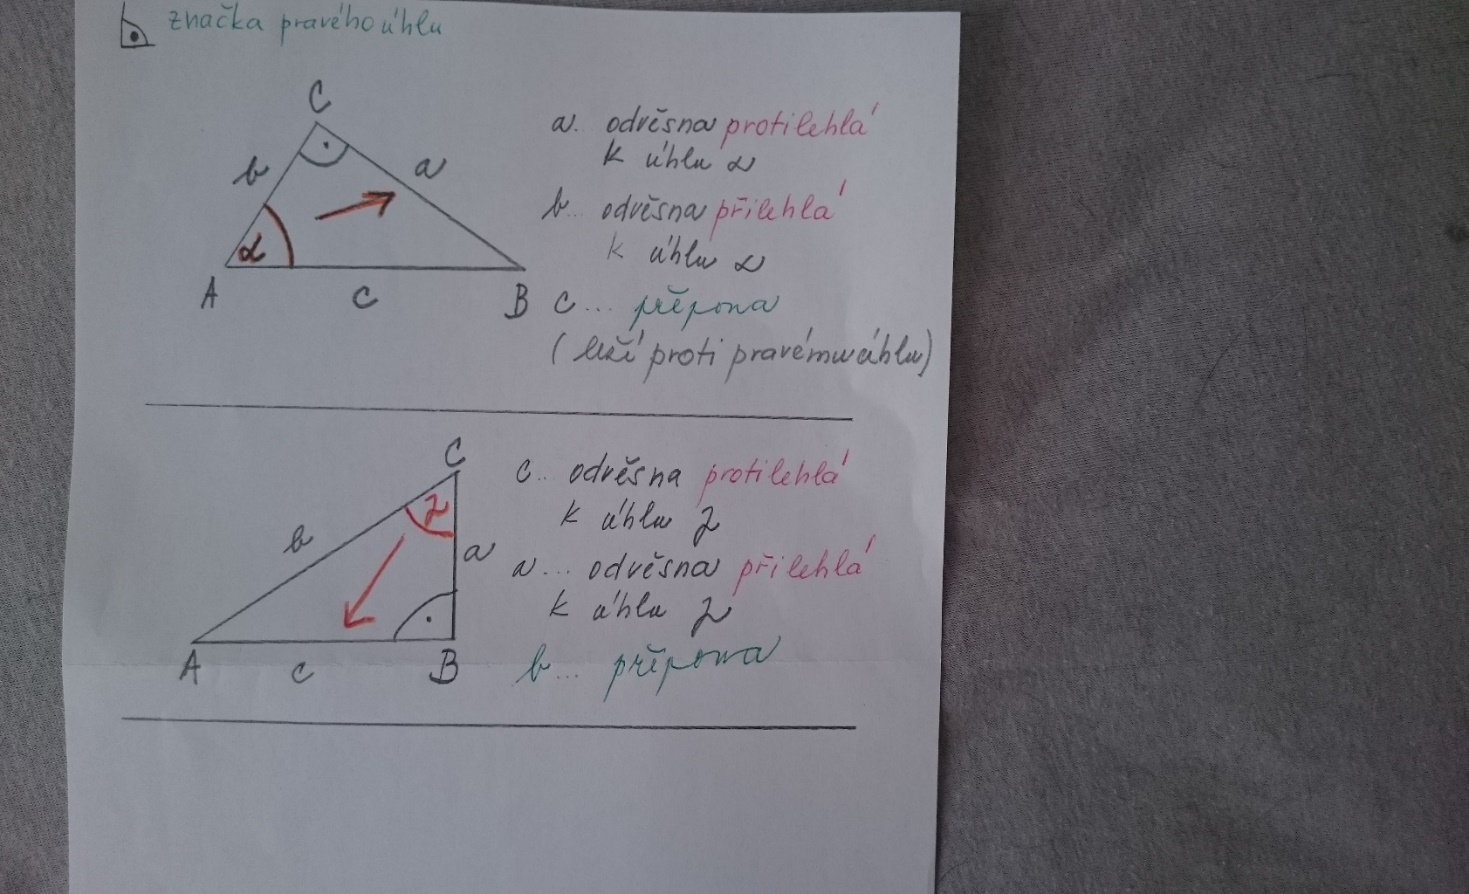 značka pravého úhlu
C
b
a
α
A
c
B
a.. odvěsna protilehlá
k úhlu α
b... odvěsna přilehlá
k úhlu α
c... přepona
(leží proti pravému úhlu)
C
γ
b
a
A
c
B
c.. odvěsna protilehlá
k úhlu γ
a... odvěsna přilehlá
k úhlu γ
b... přepona